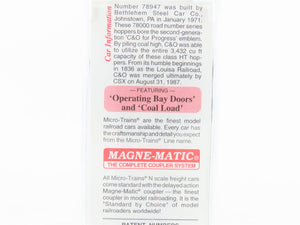 Car Information
Number 78947 was built by
Bethlehem Steel Car Co.,
Johnstown, PA in January 1971.
These 78000 road number series
hoppers bore the second-genera-
tion 'C&O for Progress' emblem.
By piling coal high, C&O was able
to utilize the entire 3,432 cu ft
capacity of these class HT hop-
pers. From its humble beginnings
in 1836 as the Louisa Railroad,
C&O was merged ultimately by
CSX on August 31, 1987.
FEATURING
'Operating Bay Doors'
and 'Coal Load'
Micro-Trains® are the finest model
railroad cars available. Every car has
the craftsmanship and detail you expect
from the Micro-Trains® Line name.
MAGNE-MATIC®
THE COMPLETE COUPLER SYSTEM
All Micro-Trains® N scale freight cars
come standard with the delayed action
Magne-Matic® coupler — the finest
coupler in model railroading. It is the
"Standard by Choice" of model
railroaders worldwide!
PATENT NUMBERS